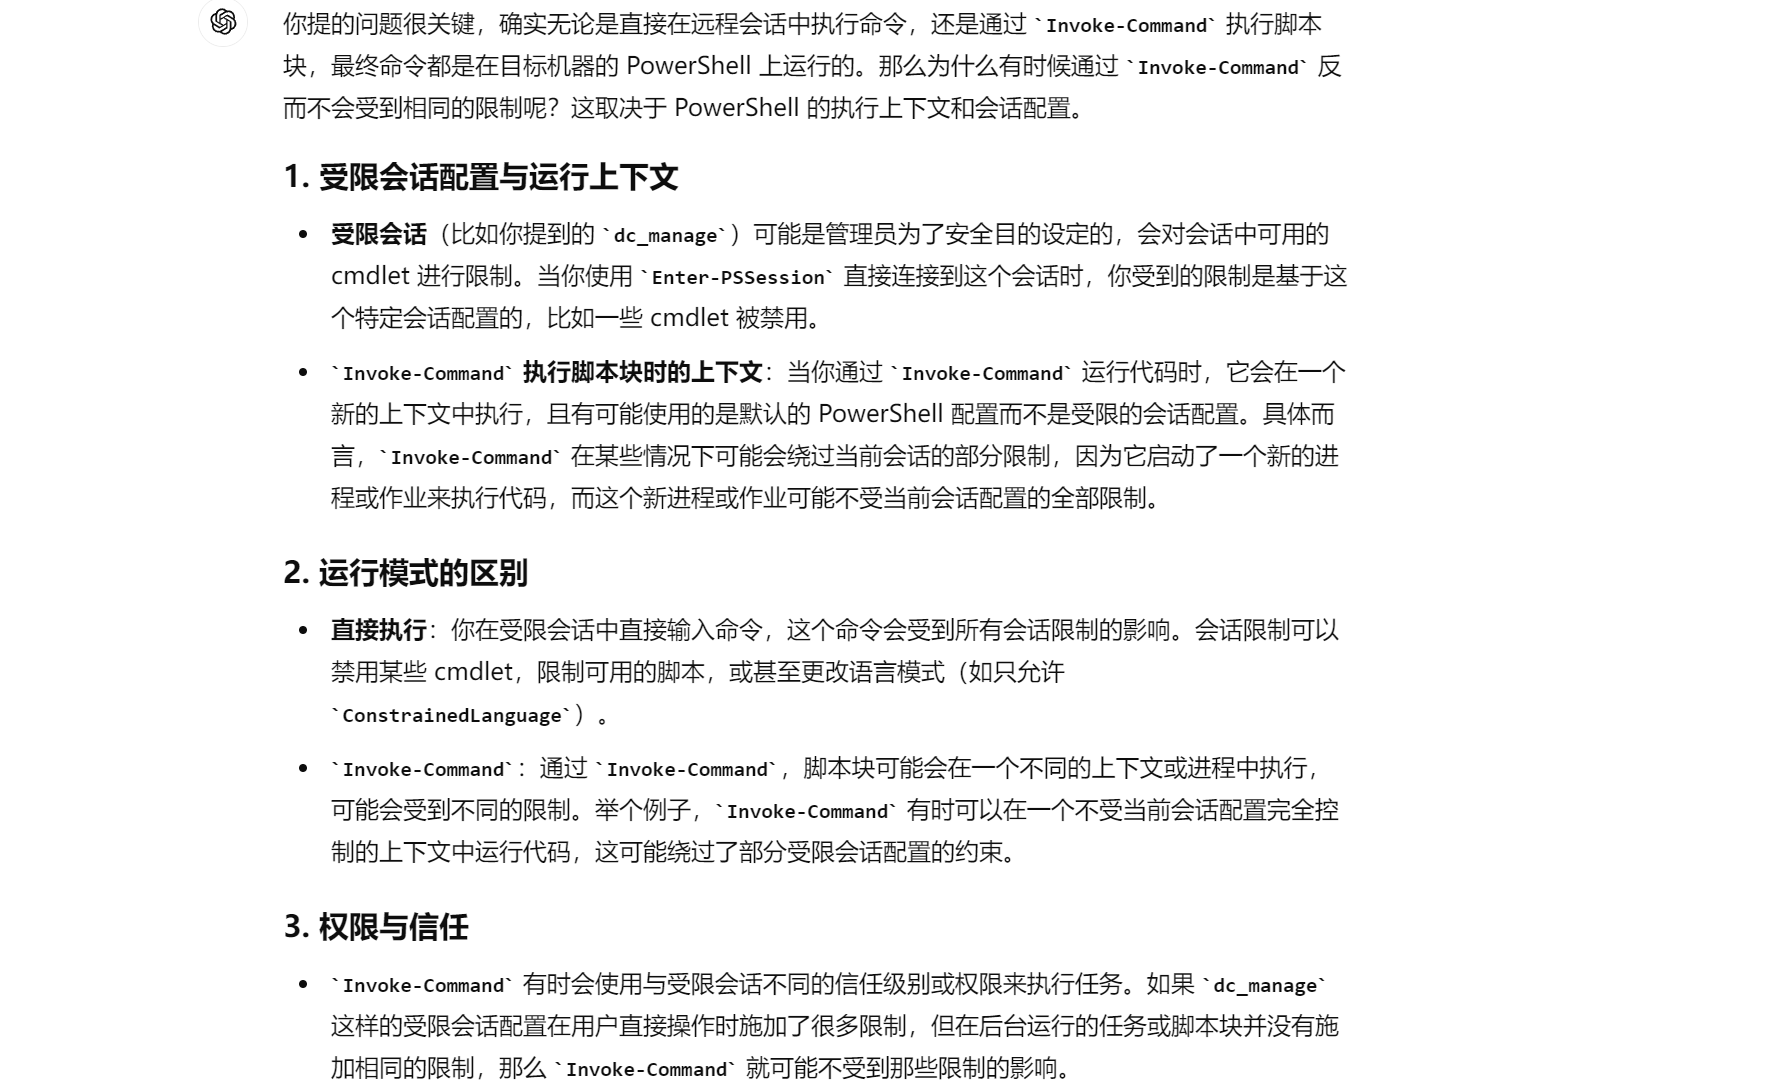 你提的问题很关键，确实无论是直接在远程会话中执行命令，还是通过 `Invoke-Command` 执行脚本
块，最终命令都是在目标机器的 PowerShell 上运行的。那么为什么有时候通过 `Invoke-Command` 反
而不会受到相同的限制呢？这取决于 PowerShell 的执行上下文和会话配置。
1. 受限会话配置与运行上下文
• 受限会话（比如你提到的 `dc_manage`）可能是管理员为了安全目的设定的，会对会话中可用的
cmdlet 进行限制。当你使用 `Enter-PSSession` 直接连接到这个会话时，你受到的限制是基于这
个特定会话配置的，比如一些 cmdlet 被禁用。
• `Invoke-Command` 执行脚本块时的上下文：当你通过 `Invoke-Command` 运行代码时，它会在一个
新的上下文中执行，且有可能使用的是默认的 PowerShell 配置而不是受限的会话配置。具体而
言，`Invoke-Command` 在某些情况下可能会绕过当前会话的部分限制，因为它启动了一个新的进
程或作业来执行代码，而这个新进程或作业可能不受当前会话配置的全部限制。
2. 运行模式的区别
• 直接执行：你在受限会话中直接输入命令，这个命令会受到所有会话限制的影响。会话限制可以
禁用某些 cmdlet，限制可用的脚本，或甚至更改语言模式（如只允许
`ConstrainedLanguage`）。
• `Invoke-Command`：通过 `Invoke-Command`，脚本块可能会在一个不同的上下文或进程中执行，
可能会受到不同的限制。举个例子，`Invoke-Command` 有时可以在一个不受当前会话配置完全控
制的上下文中运行代码，这可能绕过了部分受限会话配置的约束。
3. 权限与信任
• `Invoke-Command` 有时会使用与受限会话不同的信任级别或权限来执行任务。如果 `dc_manage`
这样的受限会话配置在用户直接操作时施加了很多限制，但在后台运行的任务或脚本块并没有施
加相同的限制，那么 `Invoke-Command` 就可能不受到那些限制的影响。